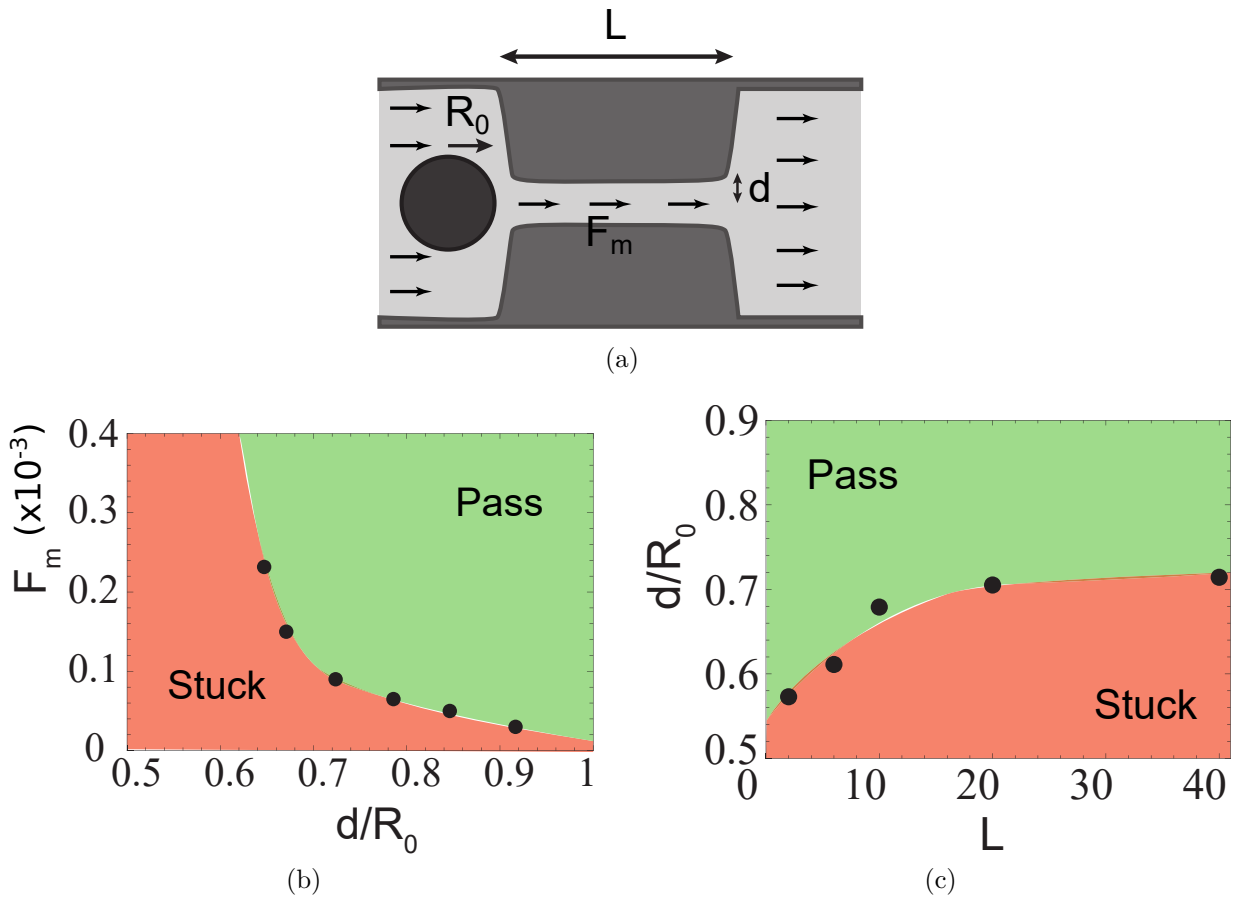 L
R₀
d
Fₘ
(a)
Fₘ (x10⁻³)
0.4
0.3
0.2
0.1
0
Pass
Stuck
0.5 0.6 0.7 0.8 0.9 1
d/R₀
(b)
d/R₀
0.9
0.8
0.7
0.6
0.5
Pass
Stuck
0 10 20 30 40
L
(c)